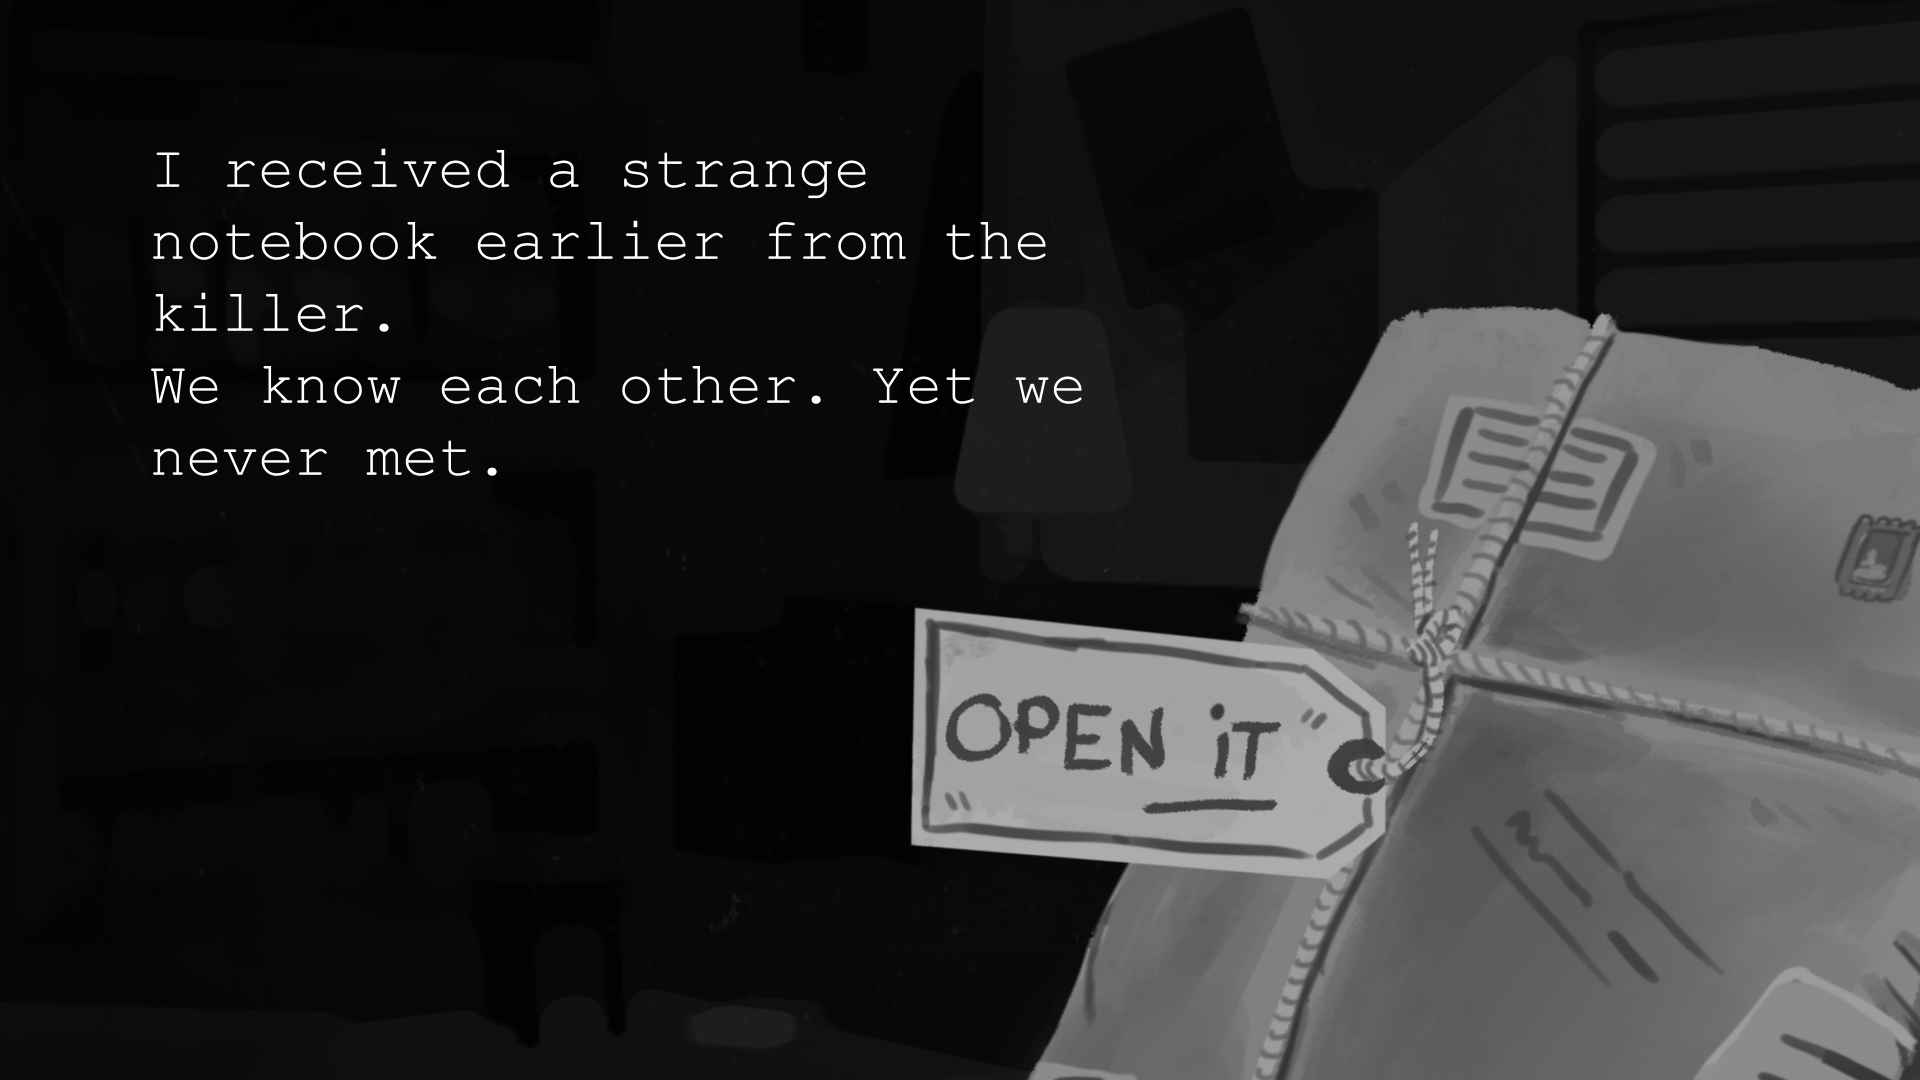 I received a strange
notebook earlier from the
killer.
We know each other. Yet we
never met.
OPEN iT